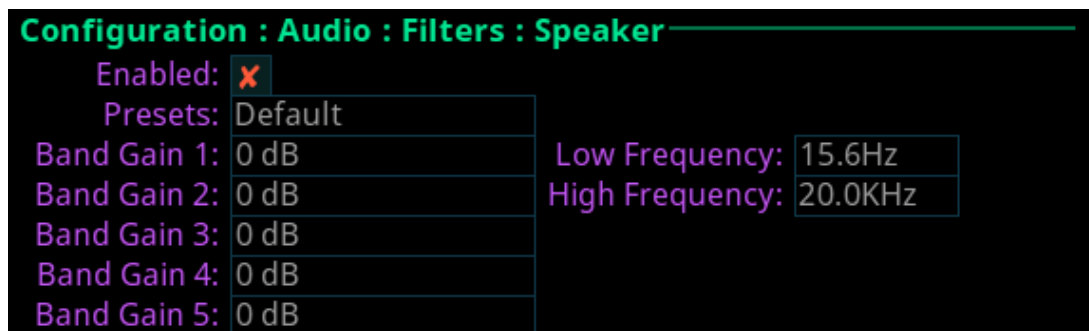 Configuration : Audio : Filters : Speaker
Enabled: ✘
Presets: Default
Band Gain 1: 0 dB Low Frequency: 15.6Hz
Band Gain 2: 0 dB High Frequency: 20.0KHz
Band Gain 3: 0 dB
Band Gain 4: 0 dB
Band Gain 5: 0 dB